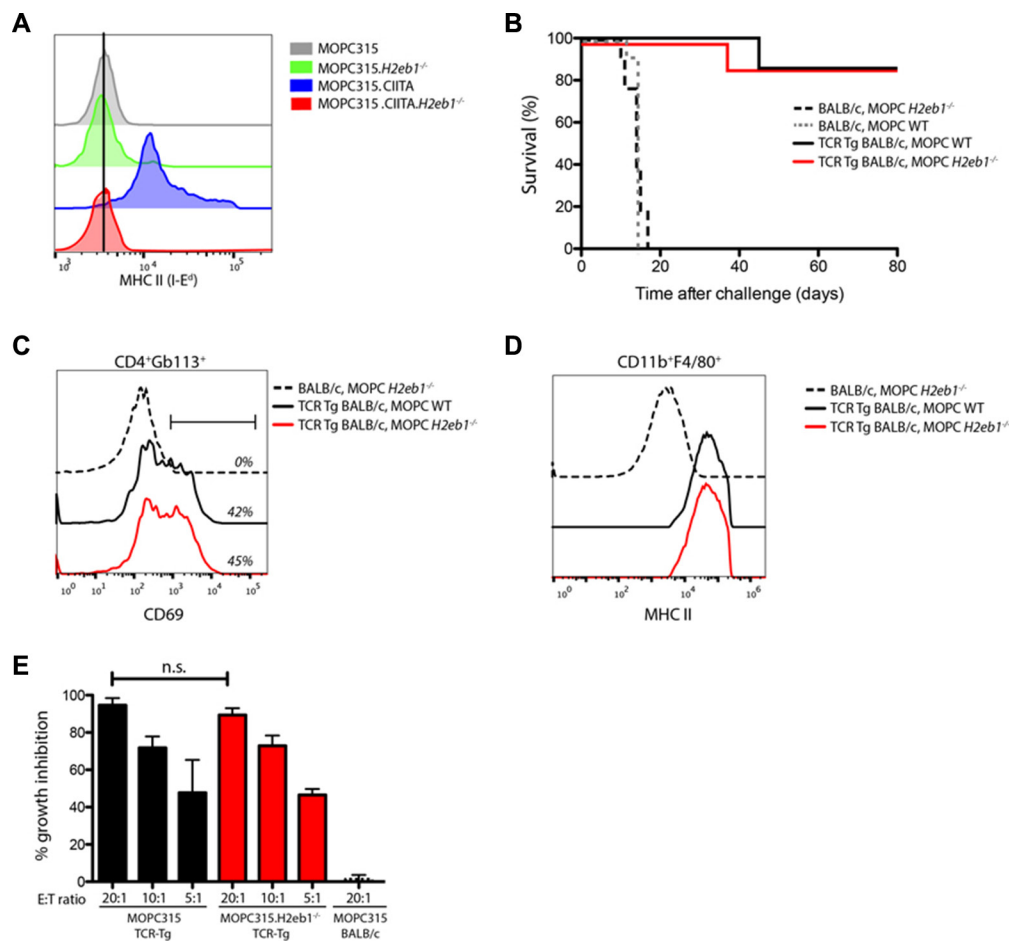 A
MOPC315
MOPC315.H2eb1-/-
MOPC315.CIITA
MOPC315 .CIITA.H2eb1-/-
10³ 10⁴ 10⁵
MHC II (I-Eᵈ)
B
Survival (%)
100
80
60
40
20
0
0 20 40 60 80
Time after challenge (days)
BALB/c, MOPC H2eb1-/-
BALB/c, MOPC WT
TCR Tg BALB/c, MOPC WT
TCR Tg BALB/c, MOPC H2eb1-/-
C
CD4⁺Gb113⁺
0%
42%
45%
10⁰ 10¹ 10² 10³ 10⁴ 10⁵
CD69
BALB/c, MOPC H2eb1-/-
TCR Tg BALB/c, MOPC WT
TCR Tg BALB/c, MOPC H2eb1-/-
D
CD11b⁺F4/80⁺
10⁰ 10² 10⁴ 10⁶
MHC II
BALB/c, MOPC H2eb1-/-
TCR Tg BALB/c, MOPC WT
TCR Tg BALB/c, MOPC H2eb1-/-
E
n.s.
% growth inhibition
100
80
60
40
20
0
E:T ratio 20:1 10:1 5:1 20:1 10:1 5:1 20:1
MOPC315 MOPC315.H2eb1-/- MOPC315
TCR-Tg TCR-Tg BALB/c